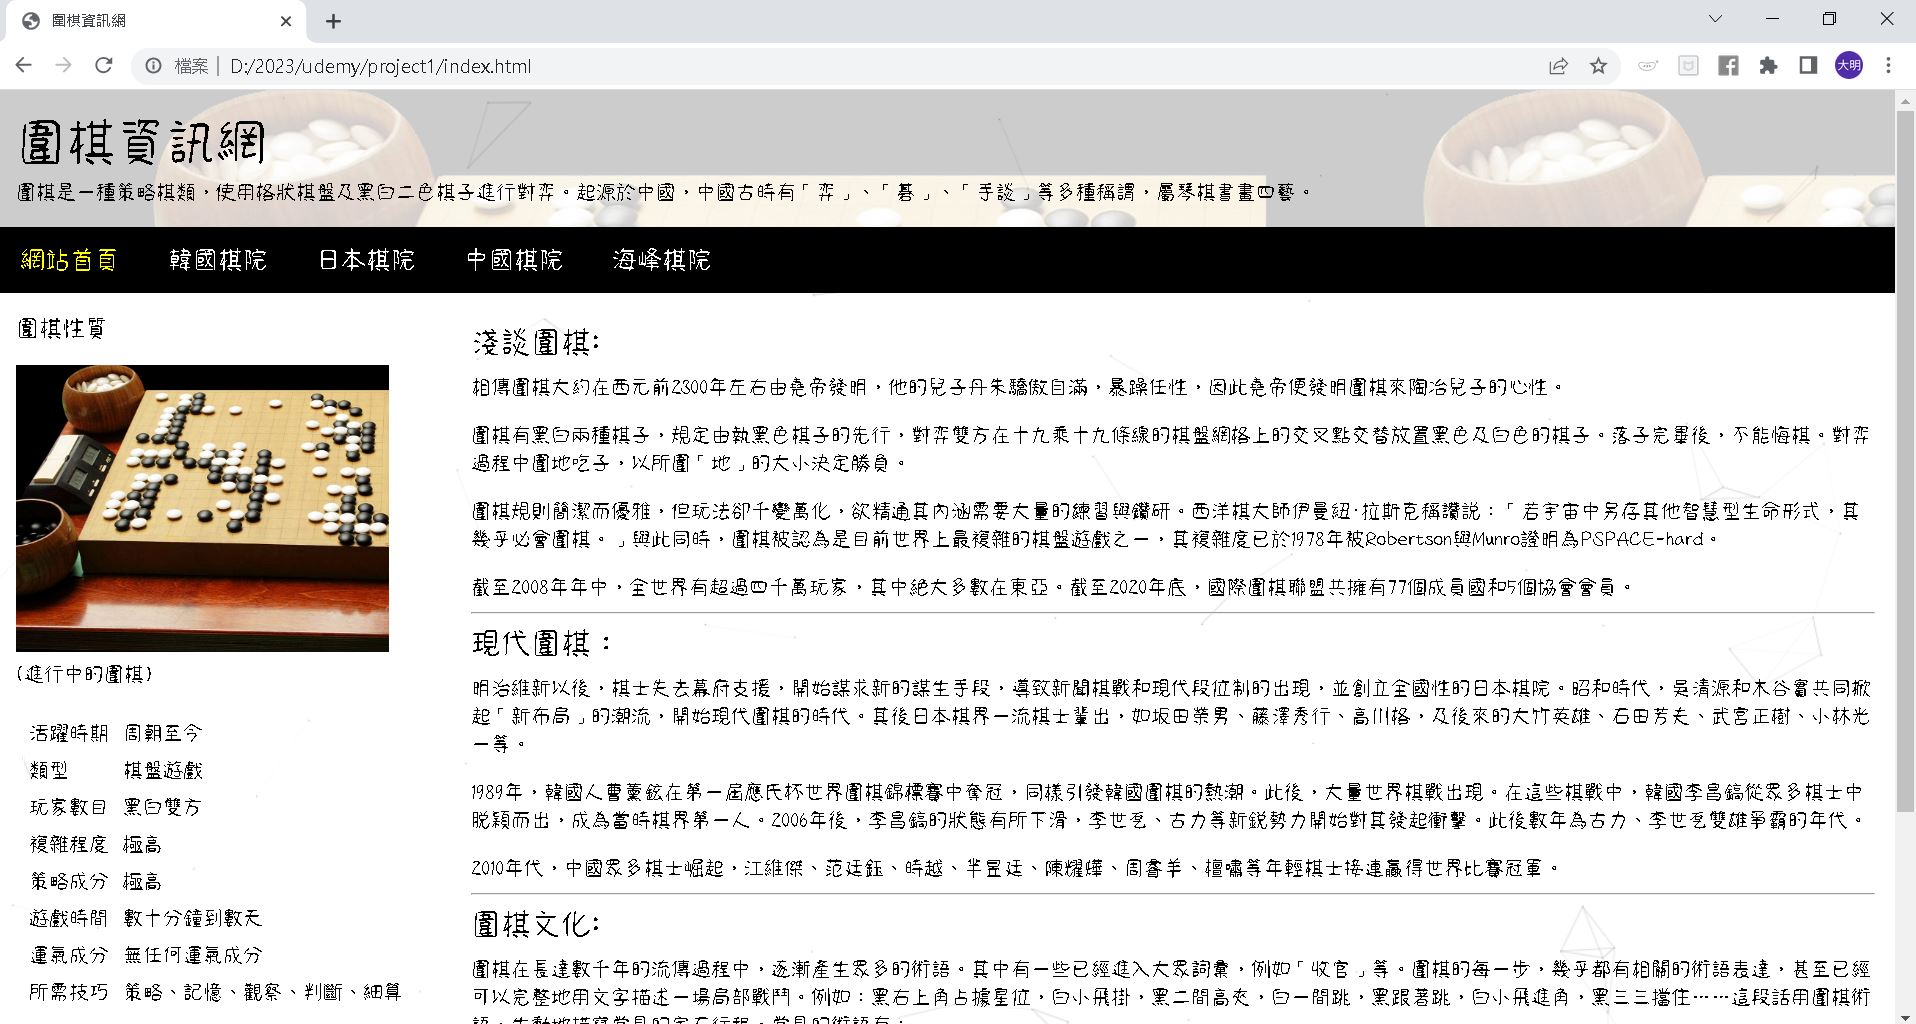 圍棋資訊網
檔案 | D:/2023/udemy/project1/index.html
大明
圍棋資訊網
圍棋是一種策略棋類，使用格狀棋盤及黑白二色棋子進行對弈。起源於中國，中國古時有「弈」、「碁」、「手談」等多種稱謂，屬琴棋書畫四藝。
網站首頁 韓國棋院 日本棋院 中國棋院 海峰棋院
圍棋性質
(進行中的圍棋)
活躍時期 周朝至今
類型 棋盤遊戲
玩家數目 黑白雙方
複雜程度 極高
策略成分 極高
遊戲時間 數十分鐘到數天
運氣成分 無任何運氣成分
所需技巧 策略、記憶、觀察、判斷、細算
淺談圍棋:
相傳圍棋大約在西元前2300年左右由堯帝發明，他的兒子丹朱驕傲自滿，暴躁任性，因此堯帝便發明圍棋來陶冶兒子的心性。
圍棋有黑白兩種棋子，規定由執黑色棋子的先行，對弈雙方在十九乘十九條線的棋盤網格上的交叉點交替放置黑色及白色的棋子。落子完畢後，不能悔棋。對弈
過程中圍地吃子，以所圍「地」的大小決定勝負。
圍棋規則簡潔而優雅，但玩法卻千變萬化，欲精通其內涵需要大量的練習與鑽研。西洋棋大師伊曼紐·拉斯克稱讚說：「若宇宙中另存其他智慧型生命形式，其
幾乎必會圍棋。」與此同時，圍棋被認為是目前世界上最複雜的棋盤遊戲之一，其複雜度已於1978年被Robertson與Munro證明為PSPACE-hard。
截至2008年年中，全世界有超過四千萬玩家，其中絕大多數在東亞。截至2020年底，國際圍棋聯盟共擁有77個成員國和5個協會會員。
現代圍棋：
明治維新以後，棋士失去幕府支援，開始謀求新的謀生手段，導致新聞棋戰和現代段位制的出現，並創立全國性的日本棋院。昭和時代，吳清源和木谷實共同掀
起「新布局」的潮流，開始現代圍棋的時代。其後日本棋界一流棋士輩出，如坂田榮男、藤澤秀行、高川格，及後來的大竹英雄、石田芳夫、武宮正樹、小林光
一等。
1989年，韓國人曹薰鉉在第一屆應氏杯世界圍棋錦標賽中奪冠，同樣引發韓國圍棋的熱潮。此後，大量世界棋戰出現。在這些棋戰中，韓國李昌鎬從眾多棋士中
脫穎而出，成為當時棋界第一人。2006年後，李昌鎬的狀態有所下滑，李世乭、古力等新銳勢力開始對其發起衝擊。此後數年為古力、李世乭雙雄爭霸的年代。
2010年代，中國眾多棋士崛起，江維傑、范廷鈺、時越、羋昱廷、陳耀燁、周睿羊、檀嘯等年輕棋士接連贏得世界比賽冠軍。
圍棋文化:
圍棋在長達數千年的流傳過程中，逐漸產生眾多的術語。其中有一些已經進入大眾詞彙，例如「收官」等。圍棋的每一步，幾乎都有相關的術語表達，甚至已經
可以完整地用文字描述一場局部戰鬥。例如：黑右上角占據星位，白小飛掛，黑二間高夾，白一間跳，黑跟著跳，白小飛進角，黑三三擋住……這段話用圍棋術